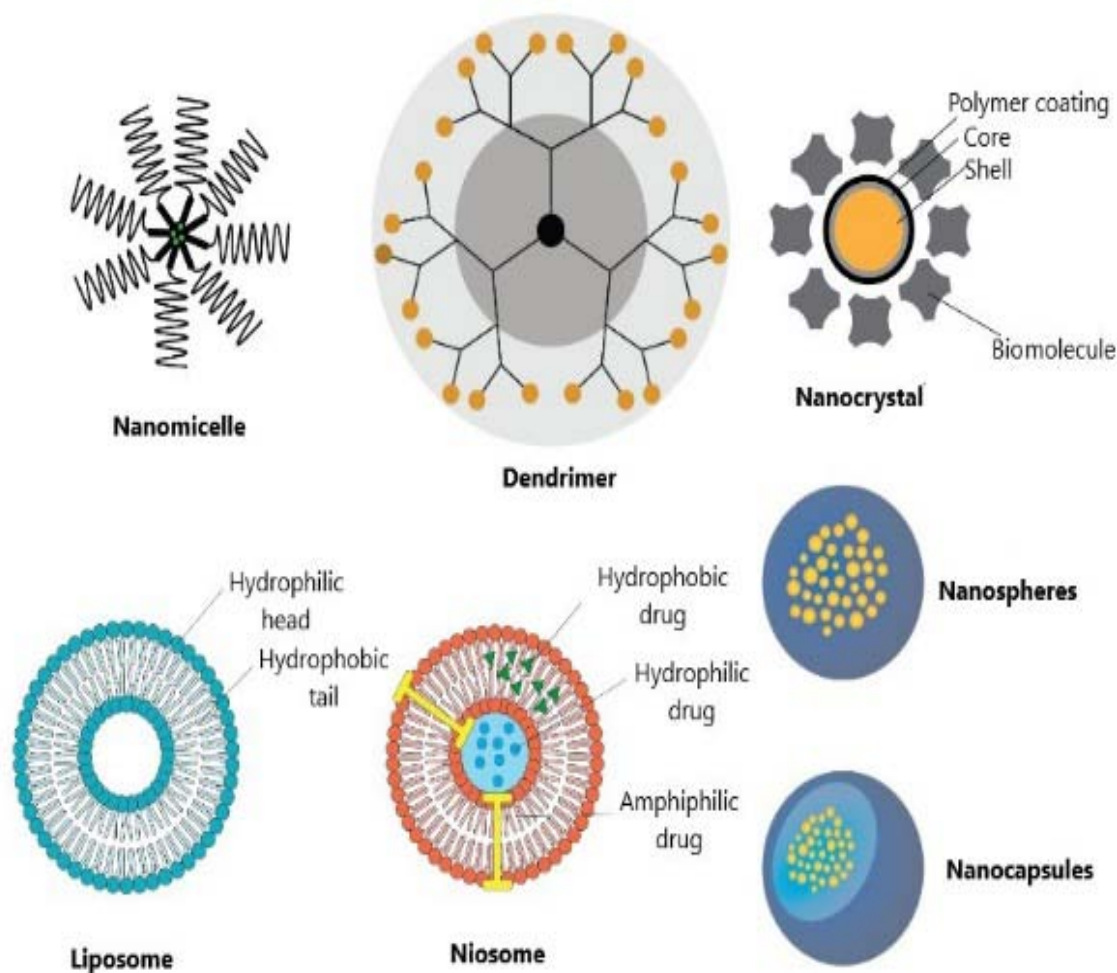 Polymer coating
Core
Shell
Biomolecule
Nanocrystal
Nanomicelle
Dendrimer
Hydrophilic
head
Hydrophobic
tail
Liposome
Hydrophobic
drug
Hydrophilic
drug
Amphiphilic
drug
Niosome
Nanospheres
Nanocapsules